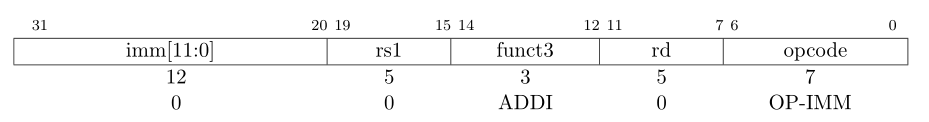 31 20 19 15 14 12 11 7 6 0
imm[11:0] rs1 funct3 rd opcode
12 5 3 5 7
0 0 ADDI 0 OP-IMM